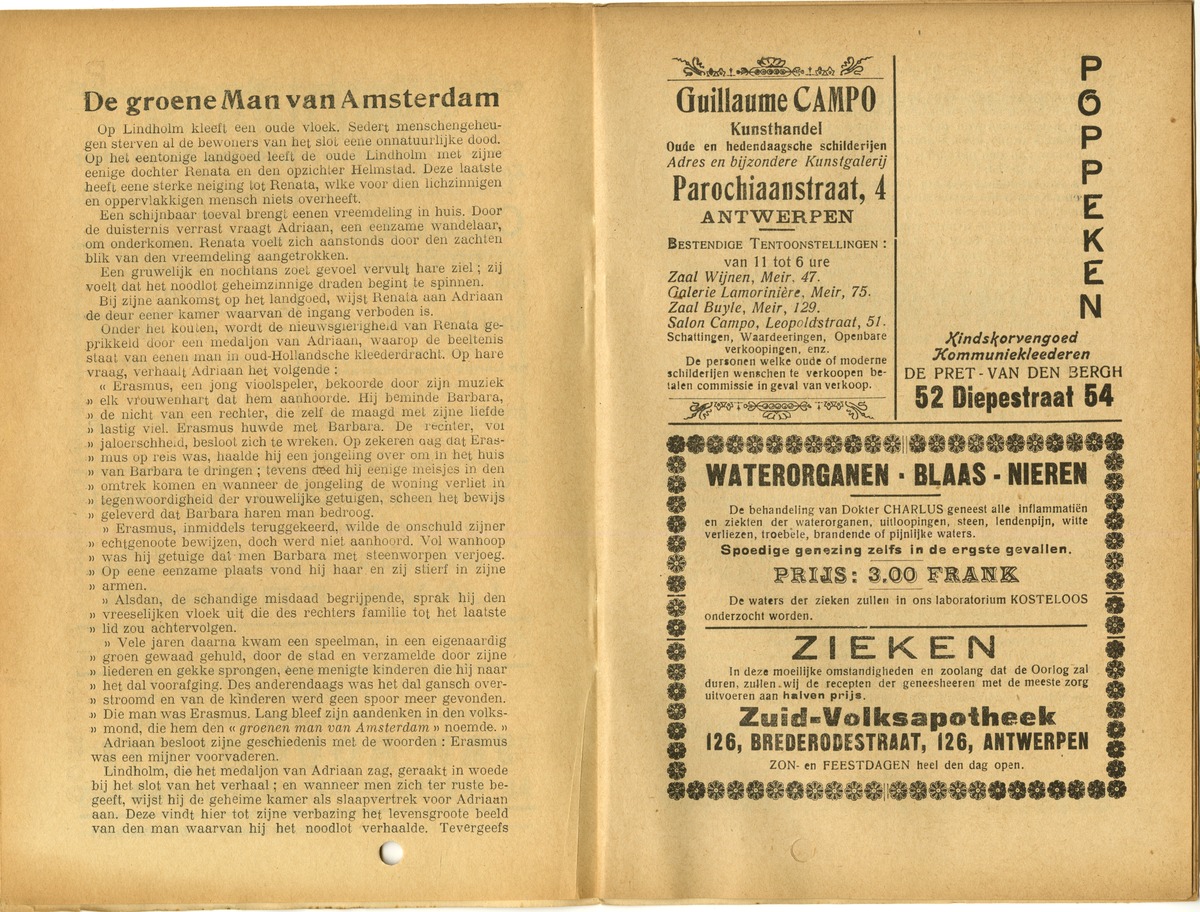 De groene Man van Amsterdam
Op Lindholm kleeft een oude vloek. Sedert menschengeheu-
gen sterven al de bewoners van het slot eene onnatuurlijke dood.
Op het eentonige landgoed leeft de oude Lindholm met zijne
eenige dochter Renata en den opzichter Helmstad. Deze laatste
heeft eene sterke neiging tot Renata, wlke voor dien lichzinnigen
en oppervlakkigen mensch niets overheeft.
Een schijnbaar toeval brengt eenen vreemdeling in huis. Door
de duisternis verrast vraagt Adriaan, een eenzame wandelaar,
om onderkomen. Renata voelt zich aanstonds door den zachten
blik van den vreemdeling aangetrokken.
Een gruwelijk en nochtans zoet gevoel vervult hare ziel ; zij
voelt dat het noodlot geheimzinnige draden begint te spinnen.
Bij zijne aankomst op het landgoed, wijst Renata aan Adriaan
de deur eener kamer waarvan de ingang verboden is.
Onder het kouten, wordt de nieuwsgierigheid van Renata ge-
prikkeld door een medaljon van Adriaan, waarop de beeltenis
staat van eenen man in oud-Hollandsche kleederdracht. Op hare
vraag, verhaalt Adriaan het volgende :
« Erasmus, een jong vioolspeler, bekoorde door zijn muziek
» elk vrouwenhart dat hem aanhoorde. Hij beminde Barbara,
» de nicht van een rechter, die zelf de maagd met zijne liefde
» lastig viel. Erasmus huwde met Barbara. De rechter, vol
» jaloerschheid, besloot zich te wreken. Op zekeren dag dat Eras-
» mus op reis was, haalde hij een jongeling over om in het huis
» van Barbara te dringen ; tevens deed hij eenige meisjes in den
» omtrek komen en wanneer de jongeling de woning verliet in
» tegenwoordigheid der vrouwelijke getuigen, scheen het bewijs
» geleverd dat Barbara haren man bedroog.
» Erasmus, inmiddels teruggekeerd, wilde de onschuld zijner
» echtgenoote bewijzen, doch werd niet aanhoord. Vol wanhoop
» was hij getuige dat men Barbara met steenworpen verjoeg.
» Op eene eenzame plaats vond hij haar en zij stierf in zijne
» armen.
» Alsdan, de schandige misdaad begrijpende, sprak hij den
» vreeselijken vloek uit die des rechters familie tot het laatste
» lid zou achtervolgen.
» Vele jaren daarna kwam een speelman, in een eigenaardig
» groen gewaad gehuld, door de stad en verzamelde door zijne
» liederen en gekke sprongen, eene menigte kinderen die hij naar
» het dal voorafging. Des anderendaags was het dal gansch over-
» stroomd en van de kinderen werd geen spoor meer gevonden.
» Die man was Erasmus. Lang bleef zijn aandenken in den volks-
» mond, die hem den « groenen man van Amsterdam » noemde. »
Adriaan besloot zijne geschiedenis met de woorden : Erasmus
was een mijner voorvaderen.
Lindholm, die het medaljon van Adriaan zag, geraakt in woede
bij het slot van het verhaal ; en wanneer men zich ter ruste be-
geeft, wijst hij de geheime kamer als slaapvertrek voor Adriaan
aan. Deze vindt hier tot zijne verbazing het levensgroote beeld
van den man waarvan hij het noodlot verhaalde. Tevergeefs
Guillaume CAMPO
Kunsthandel
Oude en hedendaagsche schilderijen
Adres en bijzondere Kunstgalerij
Parochiaanstraat, 4
ANTWERPEN
BESTENDIGE TENTOONSTELLINGEN :
van 11 tot 6 ure
Zaal Wijnen, Meir, 47.
Galerie Lamorinière, Meir, 75.
Zaal Buyle, Meir, 129.
Salon Campo, Leopoldstraat, 51.
Schattingen, Waardeeringen, Openbare
verkoopingen, enz.
De personen welke oude of moderne
schilderijen wenschen te verkoopen be-
talen commissie in geval van verkoop.
POPPEKEN
Kindskorvengoed
Kommuniekleederen
DE PRET - VAN DEN BERGH
52 Diepestraat 54
WATERORGANEN - BLAAS - NIEREN
De behandeling van Dokter CHARLUS geneest alle inflammatiën
en ziekten der waterorganen, uitloopingen, steen, lendenpijn, witte
verliezen, troebele, brandende of pijnlijke waters.
Spoedige genezing zelfs in de ergste gevallen.
PRIJS: 3.00 FRANK
De waters der zieken zullen in ons laboratorium KOSTELOOS
onderzocht worden.
ZIEKEN
In deze moeilijke omstandigheden en zoolang dat de Oorlog zal
duren, zullen wij de recepten der geneesheeren met de meeste zorg
uitvoeren aan halven prijs.
Zuid-Volksapotheek
126, BREDERODESTRAAT, 126, ANTWERPEN
ZON- en FEESTDAGEN heel den dag open.